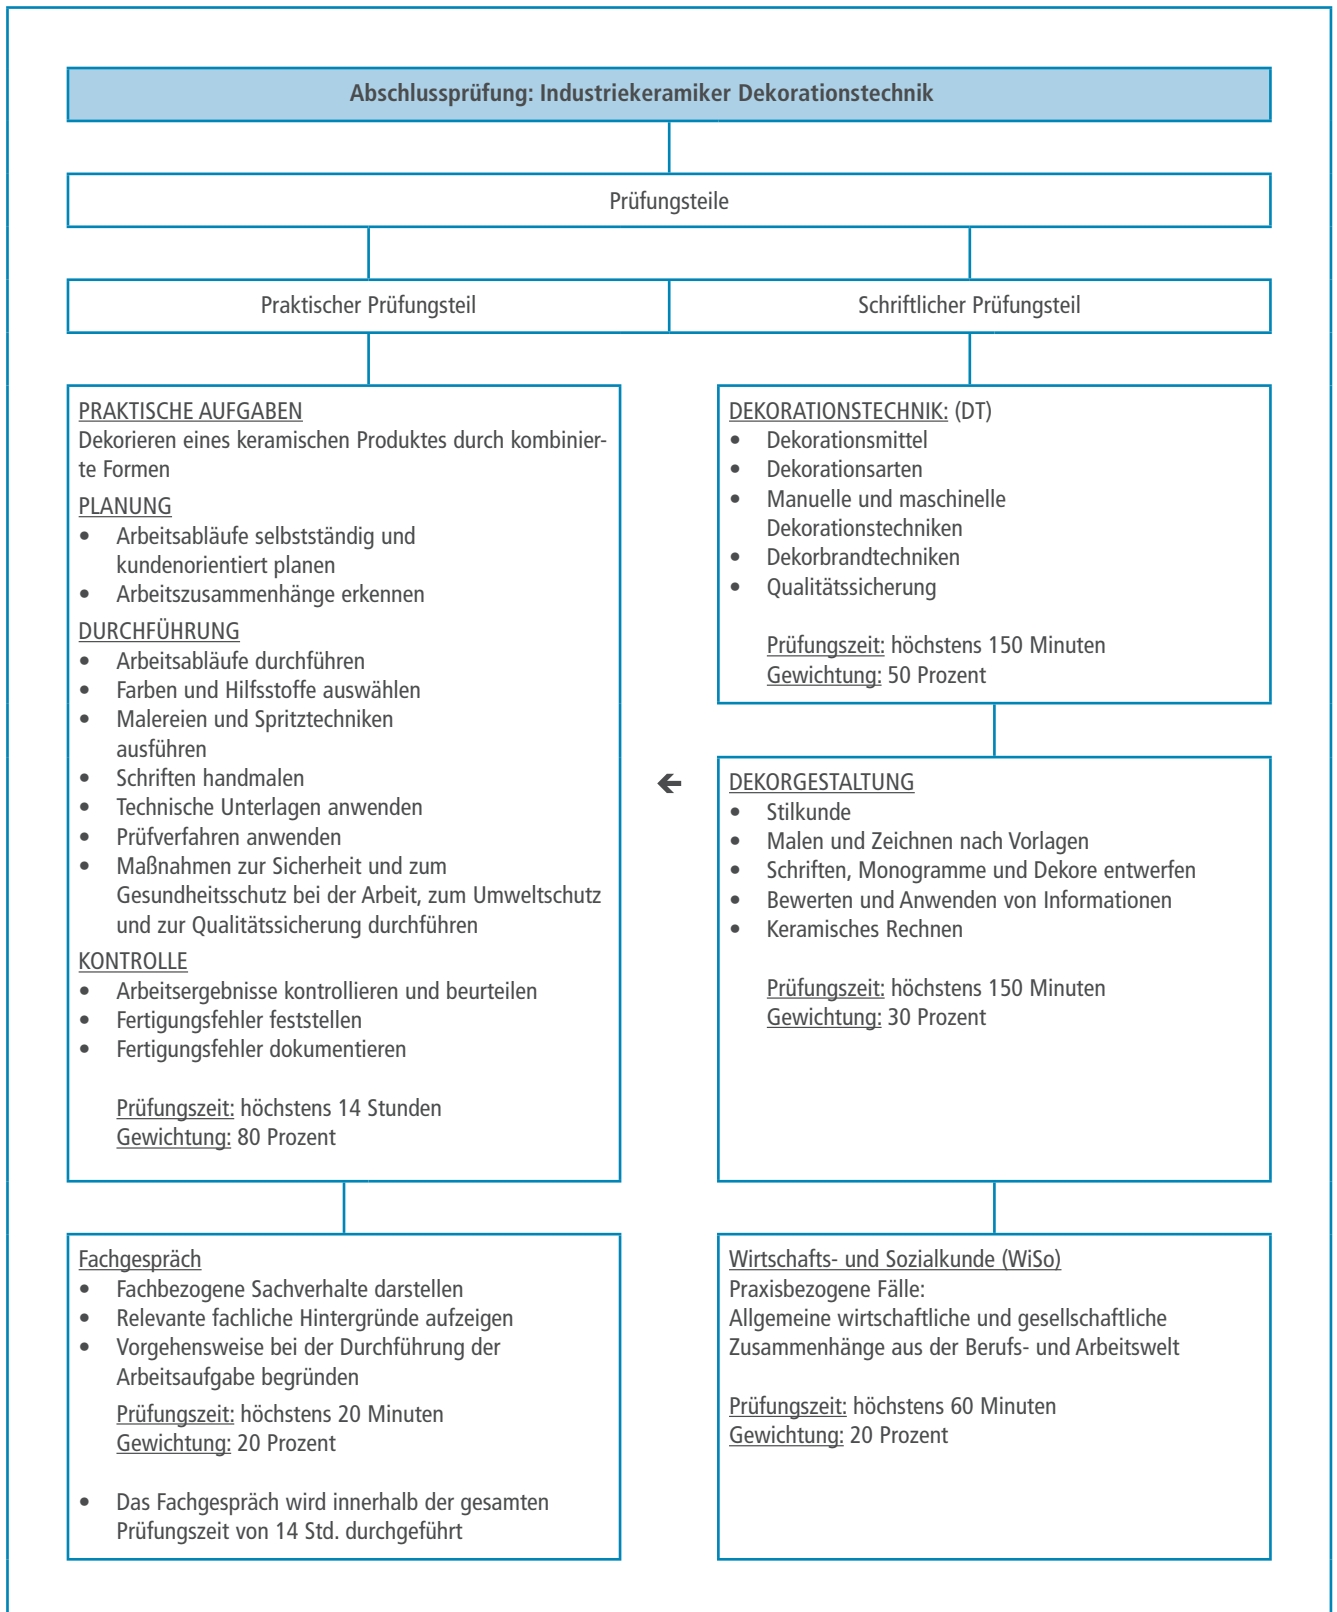 Abschlussprüfung: Industriekeramiker Dekorationstechnik
Prüfungsteile
Praktischer Prüfungsteil
Schriftlicher Prüfungsteil
PRAKTISCHE AUFGABEN
Dekorieren eines keramischen Produktes durch kombinier-
te Formen
PLANUNG
• Arbeitsabläufe selbstständig und
kundenorientiert planen
• Arbeitszusammenhänge erkennen
DURCHFÜHRUNG
• Arbeitsabläufe durchführen
• Farben und Hilfsstoffe auswählen
• Malereien und Spritztechniken
ausführen
• Schriften handmalen
• Technische Unterlagen anwenden
• Prüfverfahren anwenden
• Maßnahmen zur Sicherheit und zum
Gesundheitsschutz bei der Arbeit, zum Umweltschutz
und zur Qualitätssicherung durchführen
KONTROLLE
• Arbeitsergebnisse kontrollieren und beurteilen
• Fertigungsfehler feststellen
• Fertigungsfehler dokumentieren
Prüfungszeit: höchstens 14 Stunden
Gewichtung: 80 Prozent
Fachgespräch
• Fachbezogene Sachverhalte darstellen
• Relevante fachliche Hintergründe aufzeigen
• Vorgehensweise bei der Durchführung der
Arbeitsaufgabe begründen
Prüfungszeit: höchstens 20 Minuten
Gewichtung: 20 Prozent
• Das Fachgespräch wird innerhalb der gesamten
Prüfungszeit von 14 Std. durchgeführt
DEKORATIONSTECHNIK: (DT)
• Dekorationsmittel
• Dekorationsarten
• Manuelle und maschinelle
Dekorationstechniken
• Dekorbrandtechniken
• Qualitätssicherung
Prüfungszeit: höchstens 150 Minuten
Gewichtung: 50 Prozent
DEKORGESTALTUNG
• Stilkunde
• Malen und Zeichnen nach Vorlagen
• Schriften, Monogramme und Dekore entwerfen
• Bewerten und Anwenden von Informationen
• Keramisches Rechnen
Prüfungszeit: höchstens 150 Minuten
Gewichtung: 30 Prozent
Wirtschafts- und Sozialkunde (WiSo)
Praxisbezogene Fälle:
Allgemeine wirtschaftliche und gesellschaftliche
Zusammenhänge aus der Berufs- und Arbeitswelt
Prüfungszeit: höchstens 60 Minuten
Gewichtung: 20 Prozent